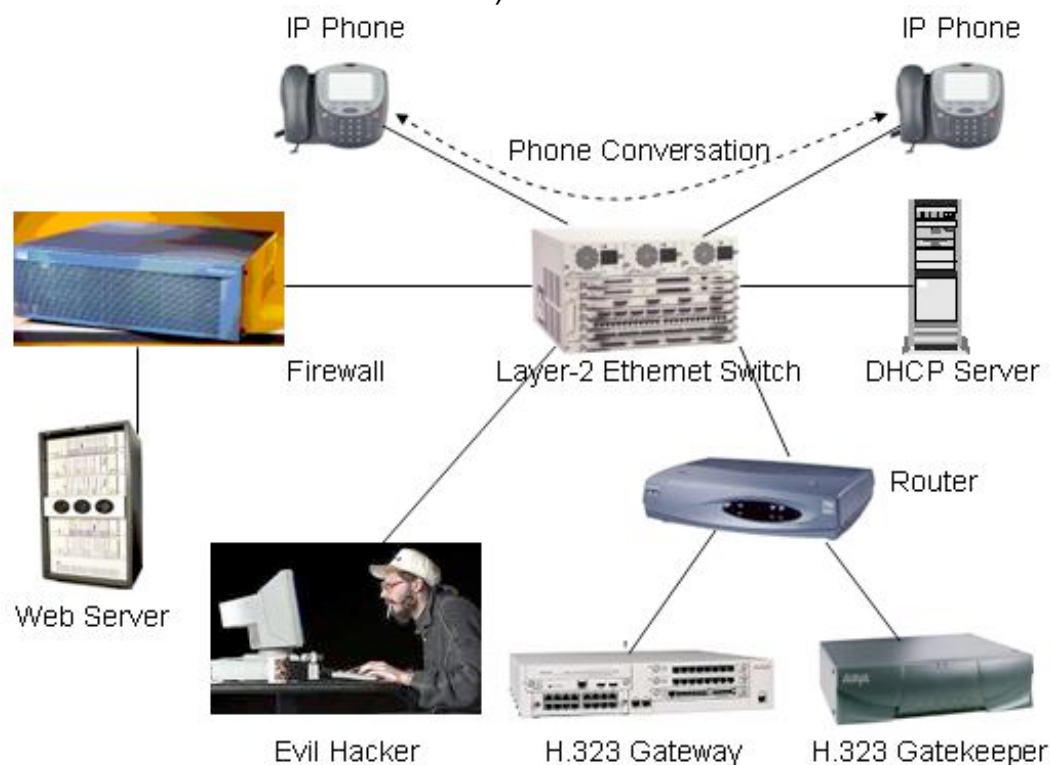 )
IP Phone
IP Phone
Phone Conversation
Firewall
Layer-2 Ethernet Switch
DHCP Server
Router
Web Server
AVAYA
Evil Hacker
H.323 Gateway
H.323 Gatekeeper